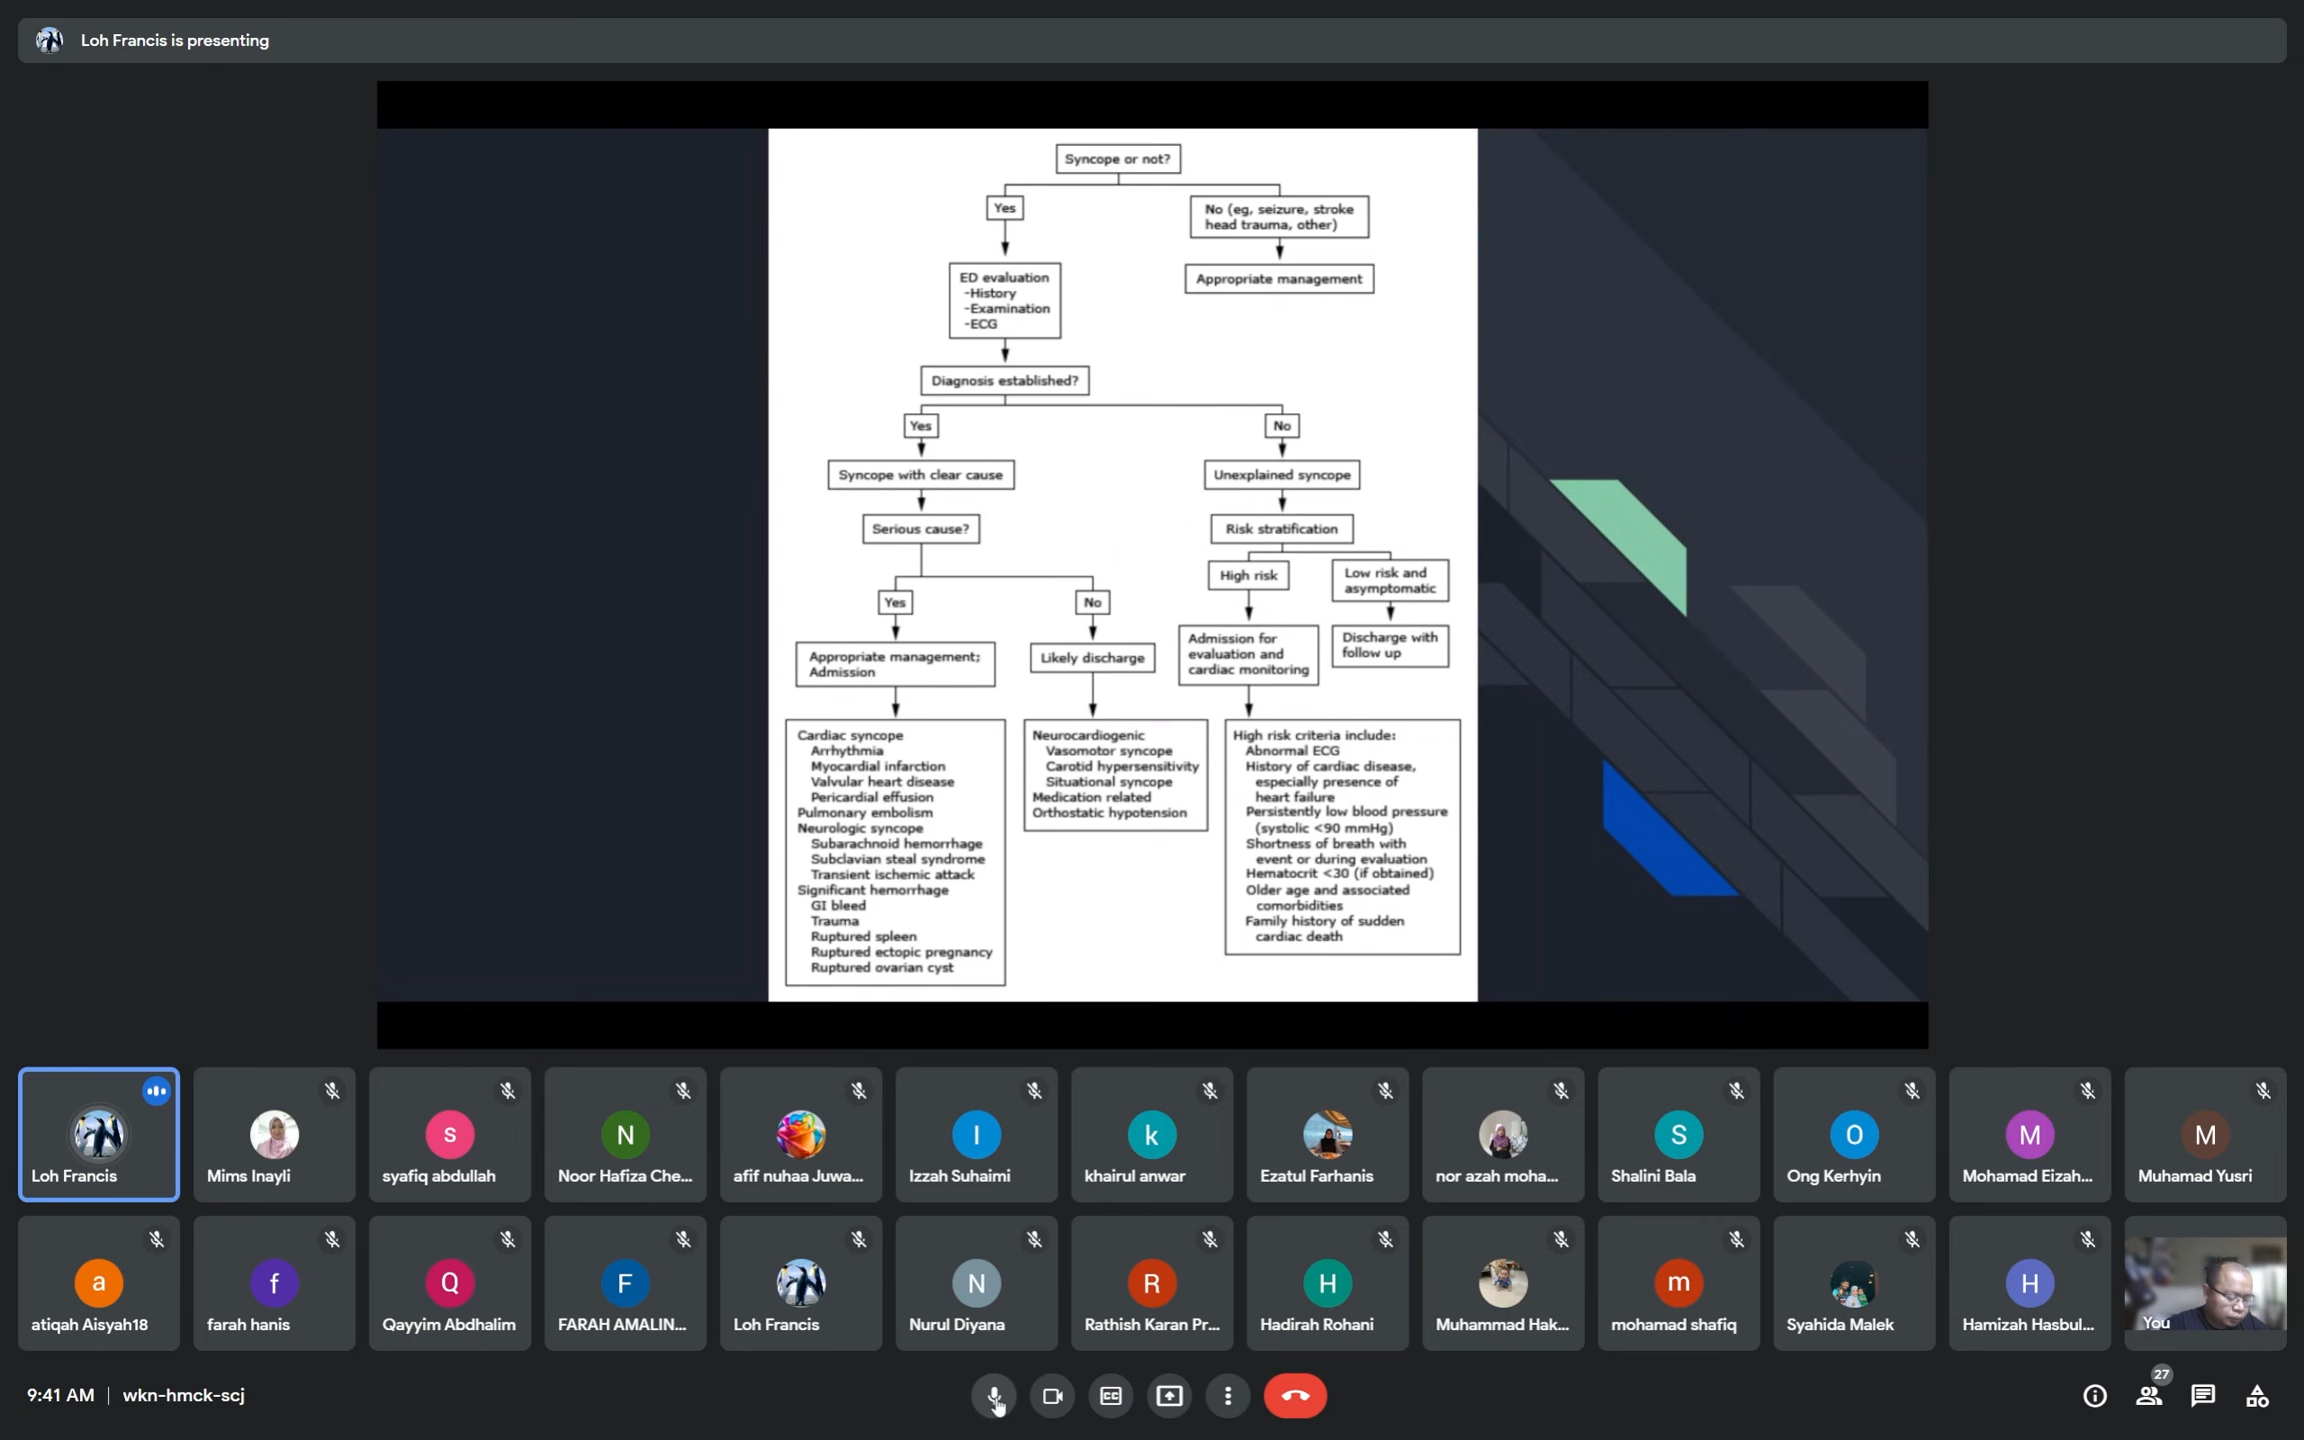 Loh Francis is presenting
Syncope or not?
Yes
No (eg, seizure, stroke
head trauma, other)
ED evaluation
-History
-Examination
-ECG
Appropriate management
Diagnosis established?
Yes
No
Syncope with clear cause
Unexplained syncope
Serious cause?
Risk stratification
High risk
Low risk and
asymptomatic
Yes
No
Appropriate management;
Admission
Likely discharge
Admission for
evaluation and
cardiac monitoring
Discharge with
follow up
Cardiac syncope
Arrhythmia
Myocardial infarction
Valvular heart disease
Pericardial effusion
Pulmonary embolism
Neurologic syncope
Subarachnoid hemorrhage
Subclavian steal syndrome
Transient ischemic attack
Significant hemorrhage
GI bleed
Trauma
Ruptured spleen
Ruptured ectopic pregnancy
Ruptured ovarian cyst
Neurocardiogenic
Vasomotor syncope
Carotid hypersensitivity
Situational syncope
Medication related
Orthostatic hypotension
High risk criteria include:
Abnormal ECG
History of cardiac disease,
especially presence of
heart failure
Persistently low blood pressure
(systolic <90 mmHg)
Shortness of breath with
event or during evaluation
Hematocrit <30 (if obtained)
Older age and associated
comorbidities
Family history of sudden
cardiac death
s
N
I
k
S
O
M
M
Loh Francis
Mims Inayli
syafiq abdullah
Noor Hafiza Che...
afif nuhaa Juwa...
Izzah Suhaimi
khairul anwar
Ezatul Farhanis
nor azah moha...
Shalini Bala
Ong Kerhyin
Mohamad Eizah...
Muhamad Yusri
a
f
Q
F
N
R
H
m
H
atiqah Aisyah18
farah hanis
Qayyim Abdhalim
FARAH AMALIN...
Loh Francis
Nurul Diyana
Rathish Karan Pr...
Hadirah Rohani
Muhammad Hak...
mohamad shafiq
Syahida Malek
Hamizah Hasbul...
You
9:41 AM | wkn-hmck-scj
CC
27